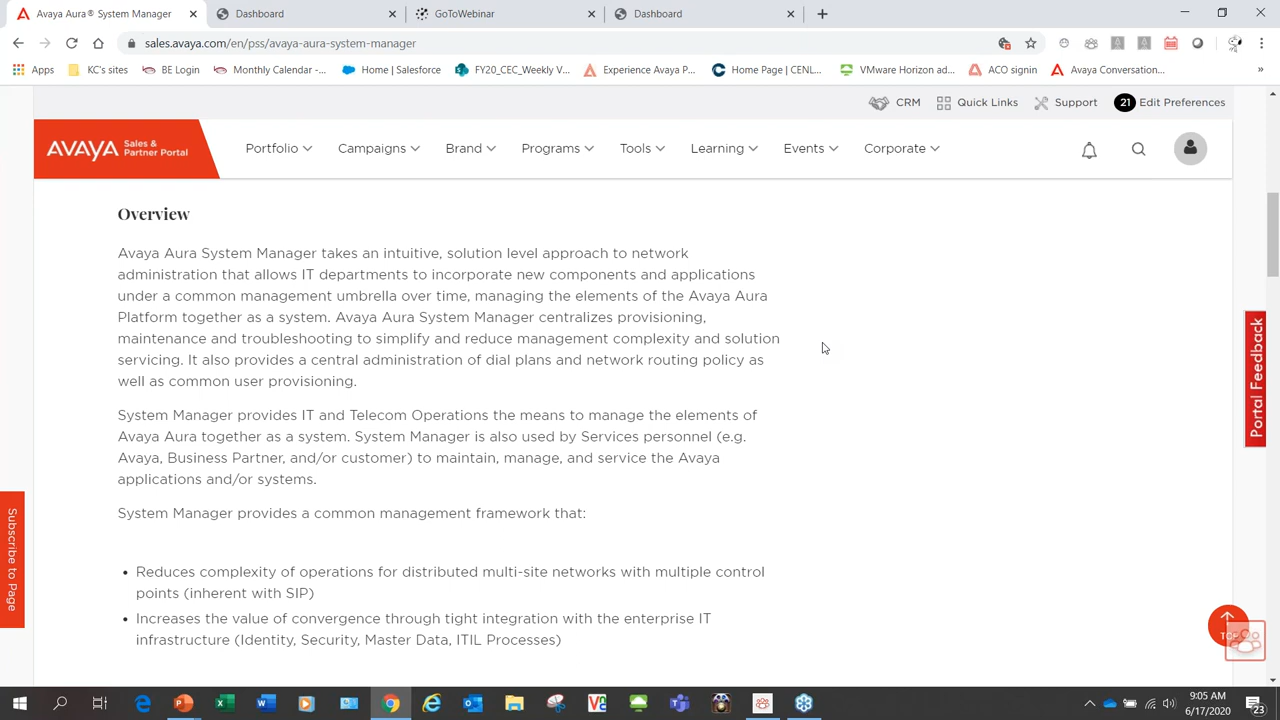 Avaya Aura® System Manager
Dashboard
GoToWebinar
Dashboard
sales.avaya.com/en/pss/avaya-aura-system-manager
Apps
KC's sites
BE Login
Monthly Calendar -...
Home | Salesforce
FY20_CEC_Weekly V...
Experience Avaya P...
Home Page | CENL...
VMware Horizon ad...
ACO signin
Avaya Conversation...
»
CRM
Quick Links
Support
21 Edit Preferences
AVAYA Sales & Partner Portal
Portfolio
Campaigns
Brand
Programs
Tools
Learning
Events
Corporate
Overview
Avaya Aura System Manager takes an intuitive, solution level approach to network
administration that allows IT departments to incorporate new components and applications
under a common management umbrella over time, managing the elements of the Avaya Aura
Platform together as a system. Avaya Aura System Manager centralizes provisioning,
maintenance and troubleshooting to simplify and reduce management complexity and solution
servicing. It also provides a central administration of dial plans and network routing policy as
well as common user provisioning.
System Manager provides IT and Telecom Operations the means to manage the elements of
Avaya Aura together as a system. System Manager is also used by Services personnel (e.g.
Avaya, Business Partner, and/or customer) to maintain, manage, and service the Avaya
applications and/or systems.
System Manager provides a common management framework that:
• Reduces complexity of operations for distributed multi-site networks with multiple control
points (inherent with SIP)
• Increases the value of convergence through tight integration with the enterprise IT
infrastructure (Identity, Security, Master Data, ITIL Processes)
Portal Feedback
Subscribe to Page
9:05 AM
6/17/2020
23